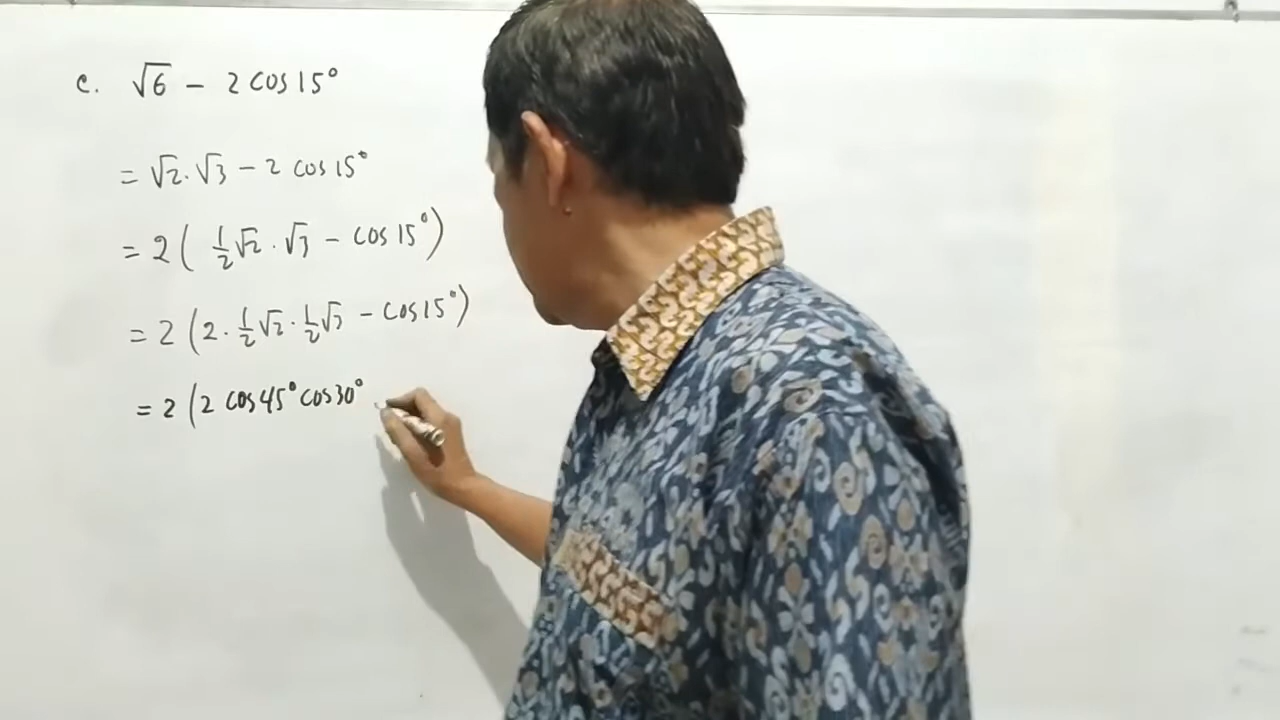 c. √6 - 2 cos 15°
= √2 . √3 - 2 cos 15°
= 2 ( 1/2 √2 . √3 - cos 15° )
= 2 ( 2 . 1/2 √2 . 1/2 √3 - cos 15° )
= 2 ( 2 cos 45° cos 30°